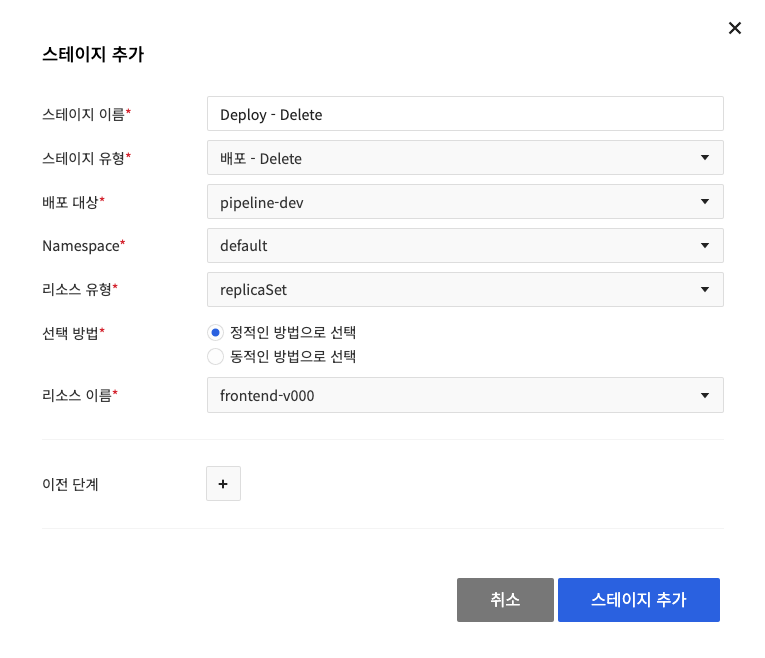 스테이지 추가
스테이지 이름* Deploy - Delete
스테이지 유형* 배포 - Delete
배포 대상* pipeline-dev
Namespace* default
리소스 유형* replicaSet
선택 방법* 정적인 방법으로 선택
동적인 방법으로 선택
리소스 이름* frontend-v000
이전 단계 +
취소 스테이지 추가